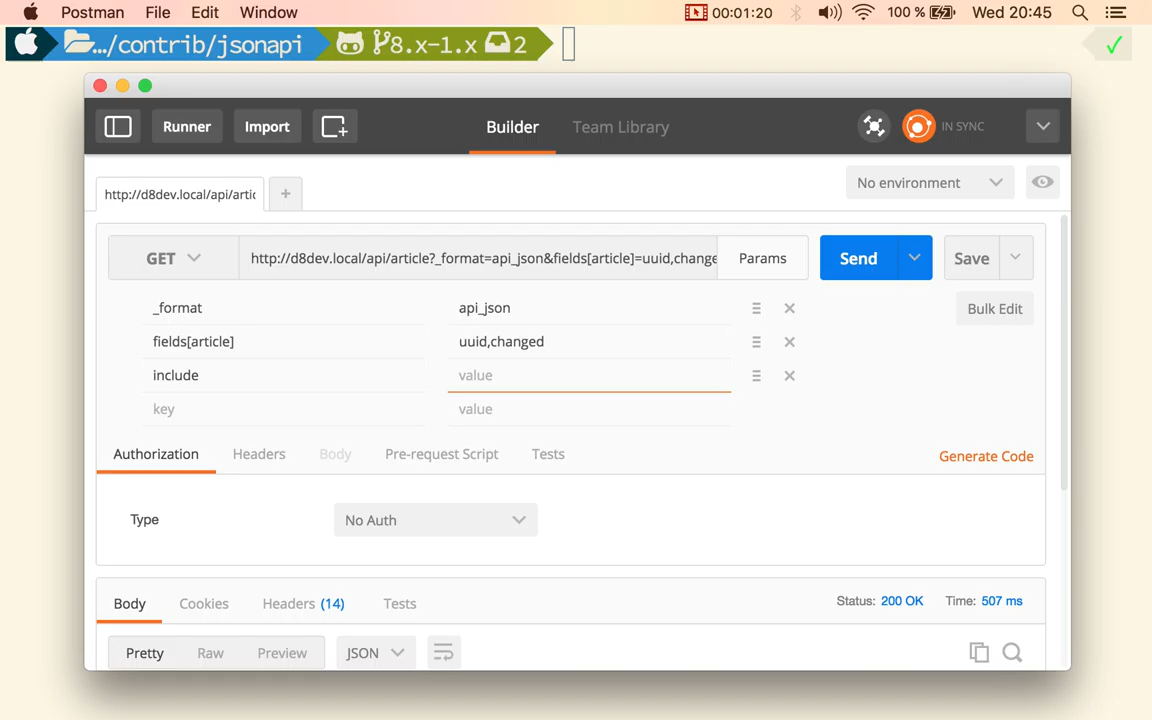 Postman File Edit Window 00:01:20 100 % Wed 20:45
.../contrib/jsonapi 8.x-1.x 2 ✓
Runner Import Builder Team Library IN SYNC
http://d8dev.local/api/artic + No environment
GET http://d8dev.local/api/article?_format=api_json&fields[article]=uuid,change Params Send Save
_format api_json Bulk Edit
fields[article] uuid,changed
include value
key value
Authorization Headers Body Pre-request Script Tests Generate Code
Type No Auth
Body Cookies Headers (14) Tests Status: 200 OK Time: 507 ms
Pretty Raw Preview JSON